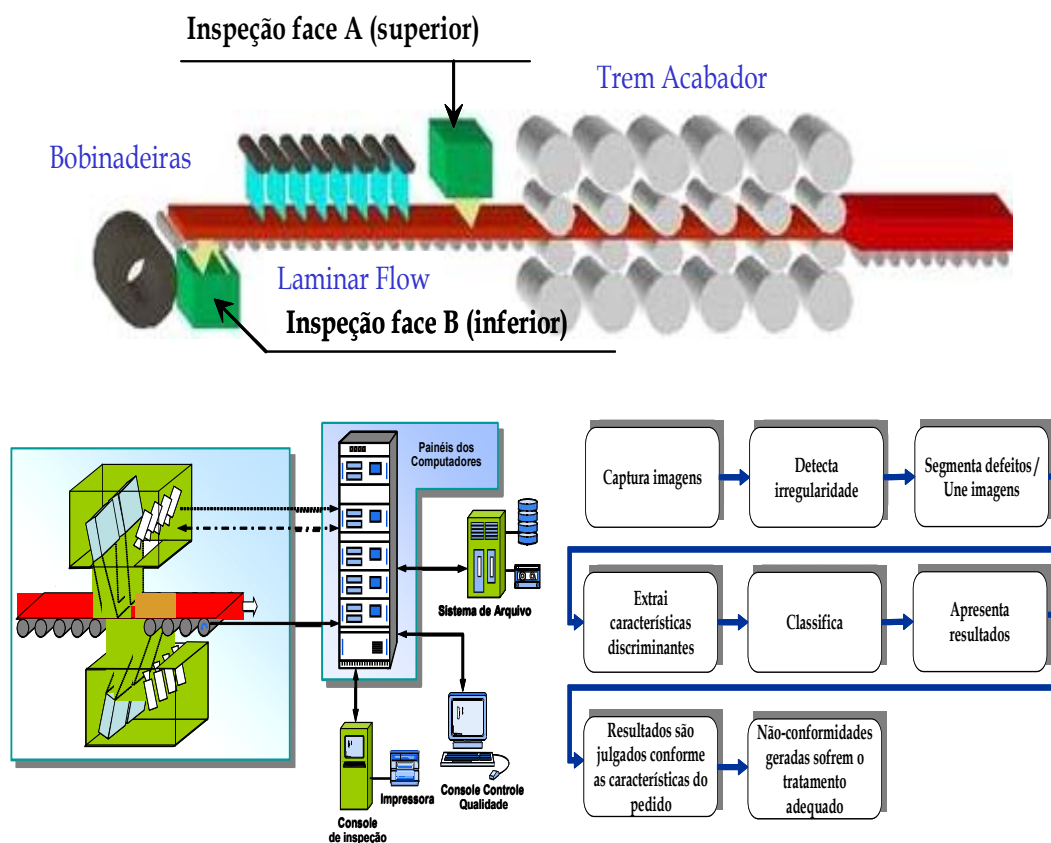 Inspeção face A (superior)
Trem Acabador
Bobinadeiras
Laminar Flow
Inspeção face B (inferior)
Painéis dos
Computadores
Sistema de Arquivo
Impressora
Console
de inspeção
Console Controle
Qualidade
Captura imagens
Detecta
irregularidade
Segmenta defeitos/
Une imagens
Extrai
características
discriminantes
Classifica
Apresenta
resultados
Resultados são
julgados conforme
as características do
pedido
Não-conformidades
geradas sofrem o
tratamento
adequado